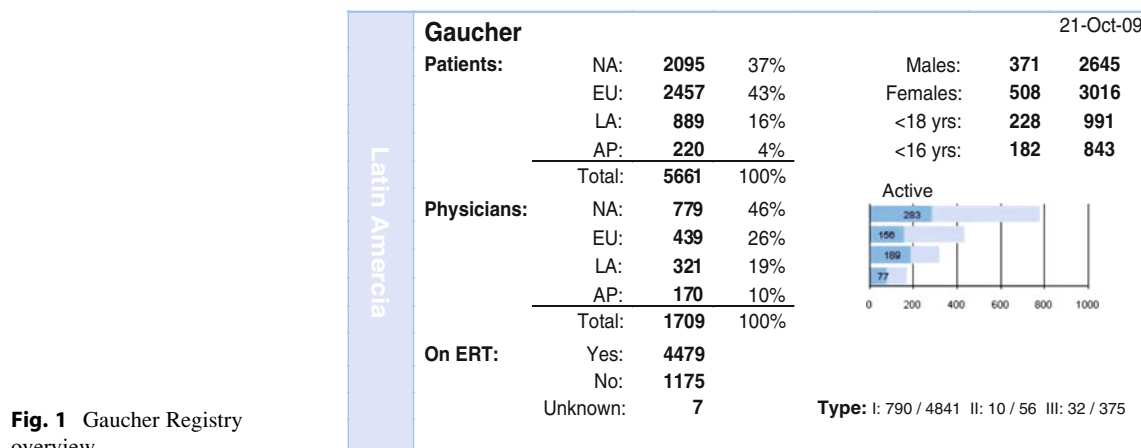 Latin Amercia
Gaucher 21-Oct-09
Patients: NA: 2095 37% Males: 371 2645
EU: 2457 43% Females: 508 3016
LA: 889 16% <18 yrs: 228 991
AP: 220 4% <16 yrs: 182 843
Total: 5661 100%
Active
Physicians: NA: 779 46%
EU: 439 26%
LA: 321 19%
AP: 170 10%
Total: 1709 100%
283
156
189
77
0 200 400 600 800 1000
On ERT: Yes: 4479
No: 1175
Unknown: 7 Type: I: 790 / 4841 II: 10 / 56 III: 32 / 375
Fig. 1 Gaucher Registry
overview